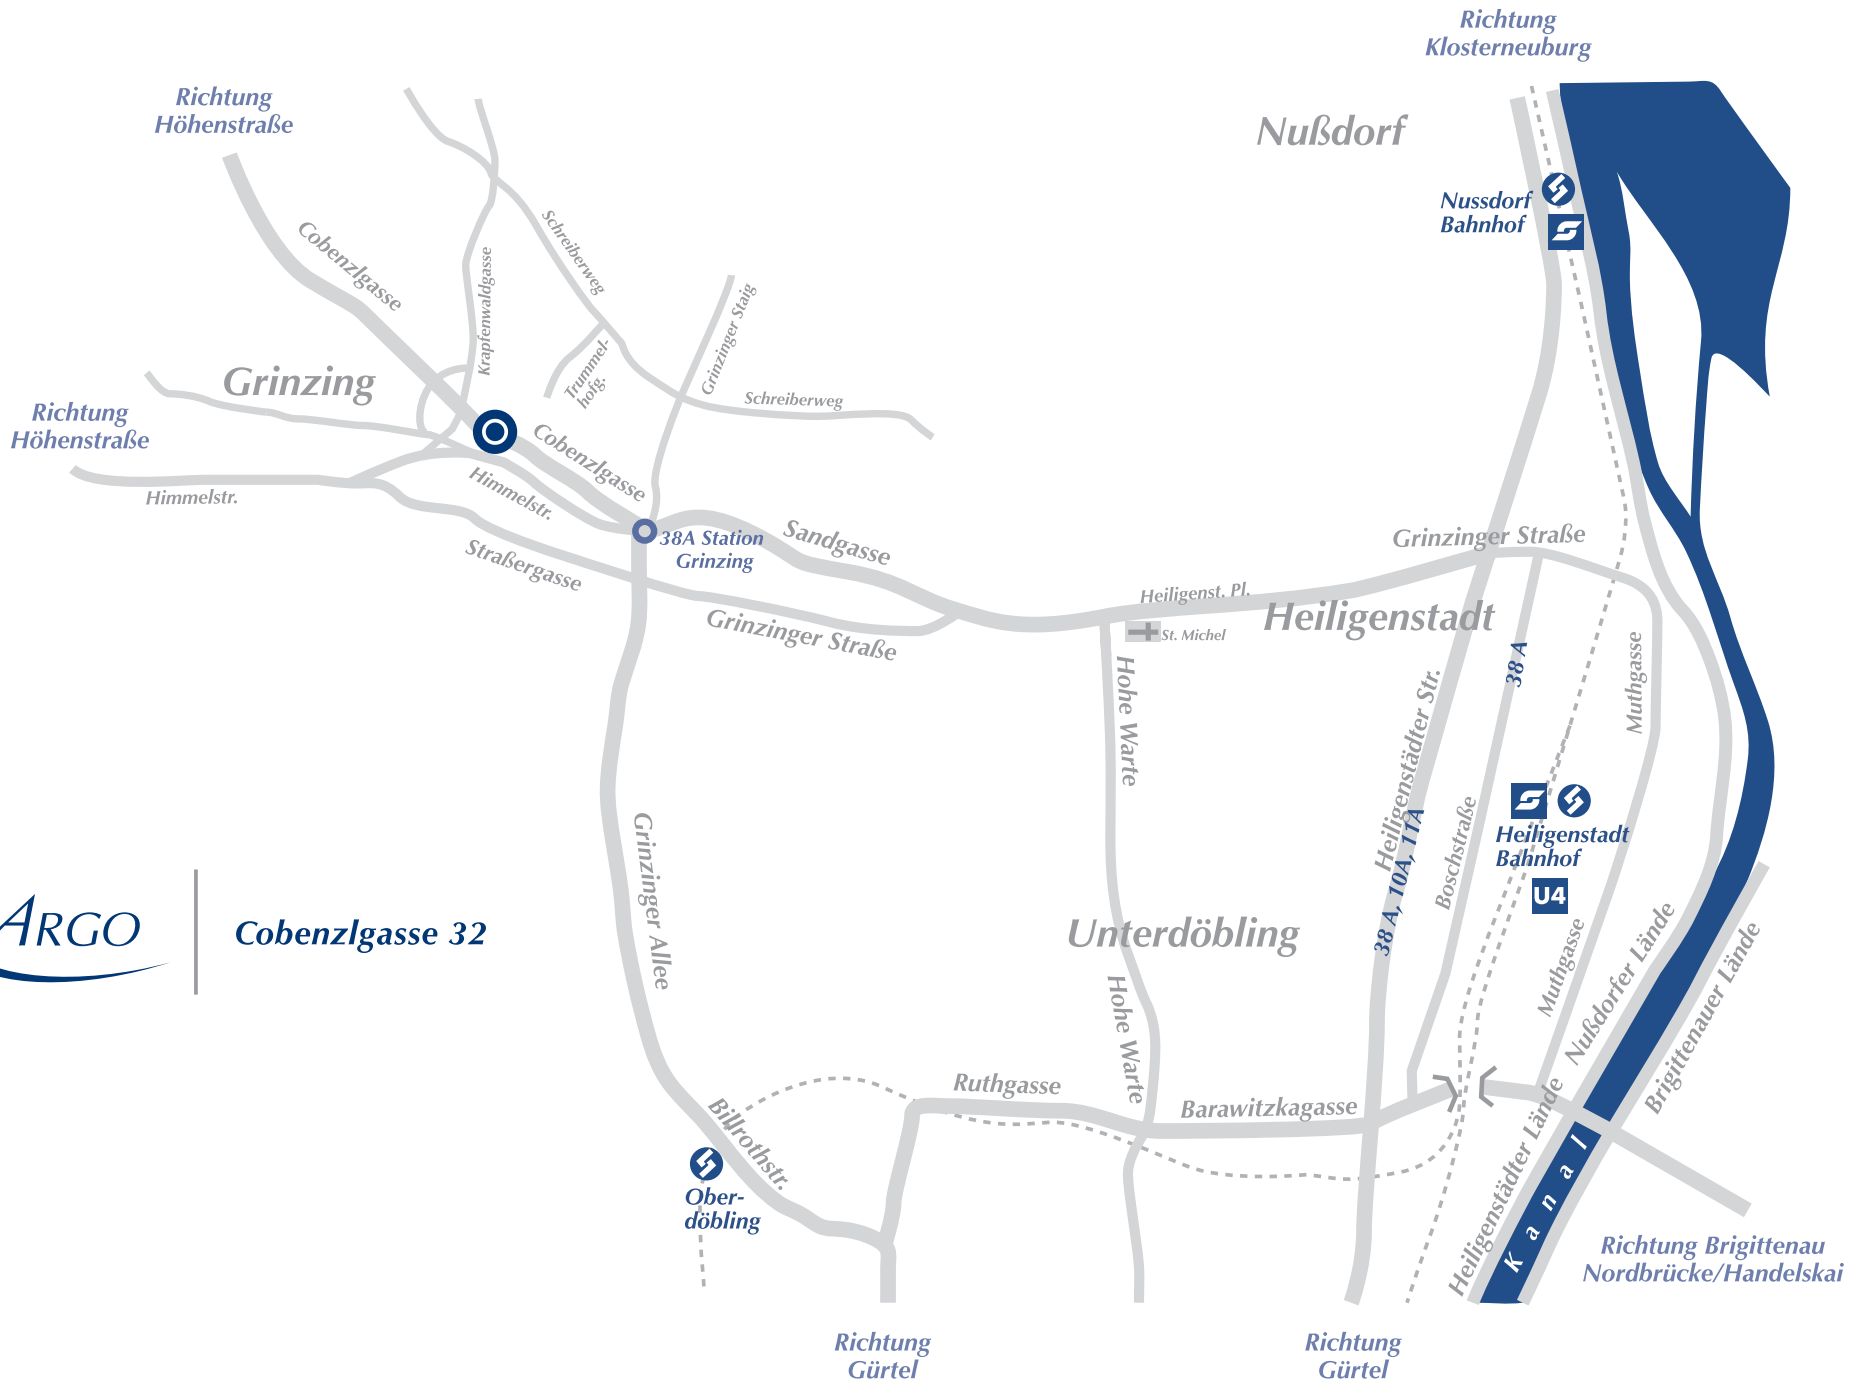 Richtung
Klosterneuburg
Richtung
Höhenstraße
Nußdorf
Nussdorf
Bahnhof
Cobenzlgasse
Krapfenwaldgasse
Schreiberweg
Grinzinger Staig
Trummel-
hofg.
Grinzing
Schreiberweg
Richtung
Höhenstraße
Himmelstr.
Cobenzlgasse
Himmelstr.
38A Station
Grinzing
Sandgasse
Straßergasse
Grinzinger Straße
Grinzinger Straße
Heiligenst. Pl.
Heiligenstadt
St. Michel
Hohe Warte
38 A
Muthgasse
Heiligenstädter Str.
38 A, 10A, 11A
Boschstraße
Heiligenstadt
Bahnhof
U4
Grinzinger Allee
ARGO
Cobenzlgasse 32
Unterdöbling
Hohe Warte
Muthgasse
Nußdorfer Lände
Brigittenauer Lände
Ruthgasse
Barawitzkagasse
Billrothstr.
Ober-
döbling
Heiligenstädter Lände
Kanal
Richtung Brigittenau
Nordbrücke/Handelskai
Richtung
Gürtel
Richtung
Gürtel